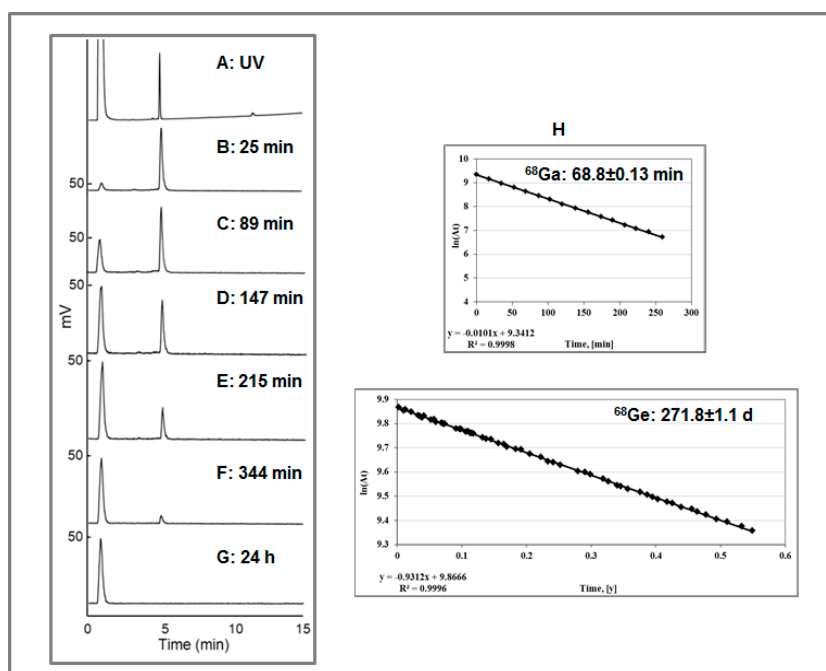 A: UV
B: 25 min
50
C: 89 min
50
D: 147 min
50
mV
E: 215 min
50
F: 344 min
50
G: 24 h
50
0 5 10 15
Time (min)
H
68Ga: 68.8±0.13 min
10
9
8
7
6
5
4
ln(At)
0 50 100 150 200 250 300
y = -0.0101x + 9.3412
R² = 0.9998
Time, [min]
68Ge: 271.8±1.1 d
9.9
9.8
9.7
9.6
9.5
9.4
9.3
ln(At)
0 0.1 0.2 0.3 0.4 0.5 0.6
y = -0.9312x + 9.8666
R² = 0.9996
Time, [y]